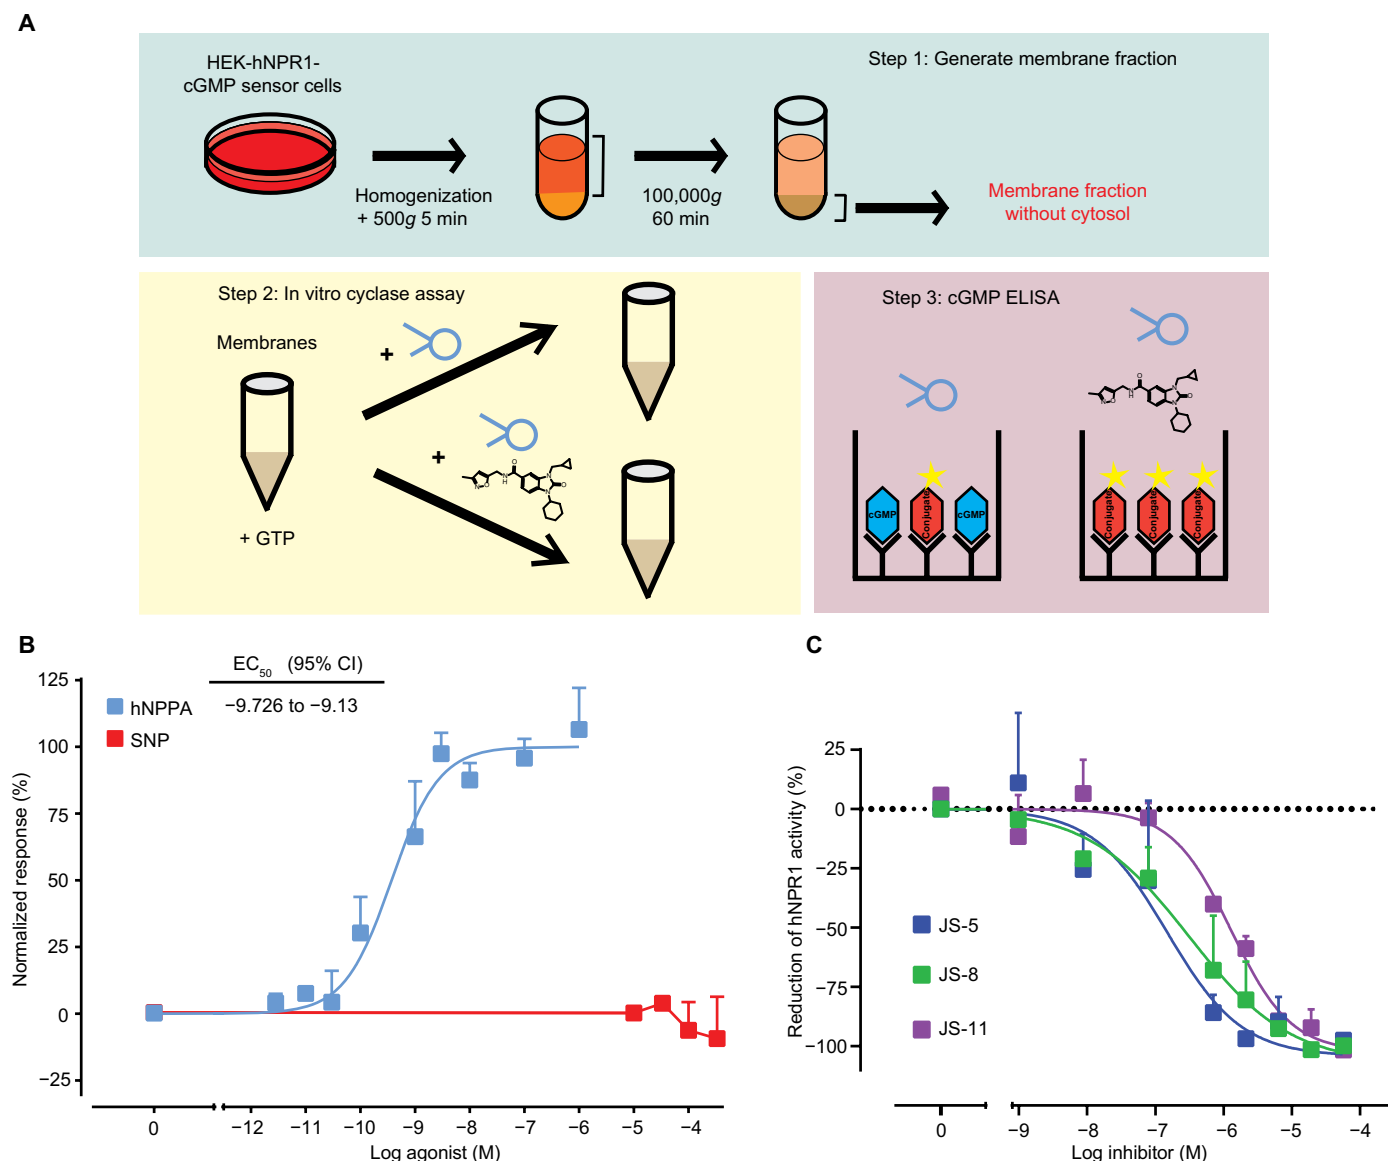 A
HEK-hNPR1-
cGMP sensor cells
Step 1: Generate membrane fraction
Homogenization
+ 500g 5 min
100,000g
60 min
Membrane fraction
without cytosol
Step 2: In vitro cyclase assay
Membranes
+
+
+ GTP
O
N
H
N
O
N
O
N
Step 3: cGMP ELISA
O
N
H
N
O
N
O
N
cGMP
Conjugate
cGMP
Conjugate
Conjugate
Conjugate
B
EC50 (95% CI)
−9.726 to −9.13
hNPPA
SNP
Normalized response (%)
125
100
75
50
25
0
−25
0
−12
−11
−10
−9
−8
−7
−6
−5
−4
Log agonist (M)
C
Reduction of hNPR1 activity (%)
25
0
−25
−50
−75
−100
JS-5
JS-8
JS-11
0
−9
−8
−7
−6
−5
−4
Log inhibitor (M)